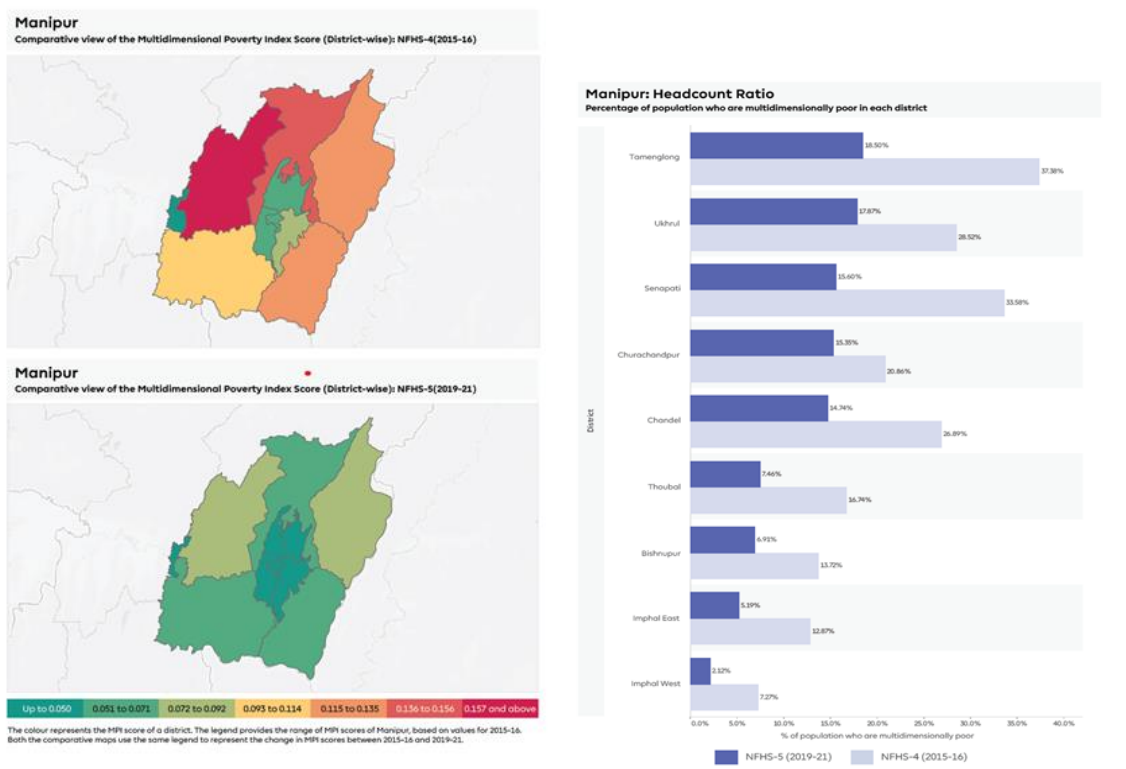 Manipur
Comparative view of the Multidimensional Poverty Index Score (District-wise): NFHS-4(2015-16)
Manipur
Comparative view of the Multidimensional Poverty Index Score (District-wise): NFHS-5(2019-21)
Up to 0.050 0.051 to 0.071 0.072 to 0.092 0.093 to 0.114 0.115 to 0.135 0.136 to 0.156 0.157 and above
The colour represents the MPI score of a district. The legend provides the range of MPI scores of Manipur, based on values for 2015-16.
Both the comparative maps use the same legend to represent the change in MPI scores between 2015-16 and 2019-21.
Manipur: Headcount Ratio
Percentage of population who are multidimensionally poor in each district
District
Tamenglong
18.50%
37.38%
Ukhrul
17.87%
28.52%
Senapati
15.60%
33.58%
Churachandpur
15.35%
20.86%
Chandel
14.74%
26.89%
Thoubal
7.46%
16.74%
Bishnupur
6.91%
13.72%
Imphal East
5.19%
12.87%
Imphal West
2.12%
7.27%
0.0% 5.0% 10.0% 15.0% 20.0% 25.0% 30.0% 35.0% 40.0%
% of population who are multidimensionally poor
NFHS-5 (2019-21) NFHS-4 (2015-16)